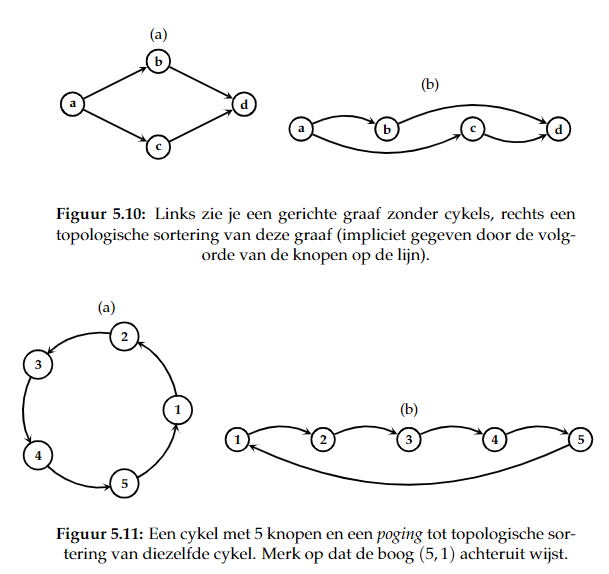 (a)
b
a
d
c
(b)
a
b
c
d
Figuur 5.10: Links zie je een gerichte graaf zonder cykels, rechts een
topologische sortering van deze graaf (impliciet gegeven door de volg-
orde van de knopen op de lijn).
(a)
2
3
1
4
5
(b)
1
2
3
4
5
Figuur 5.11: Een cykel met 5 knopen en een poging tot topologische sor-
tering van diezelfde cykel. Merk op dat de boog (5, 1) achteruit wijst.